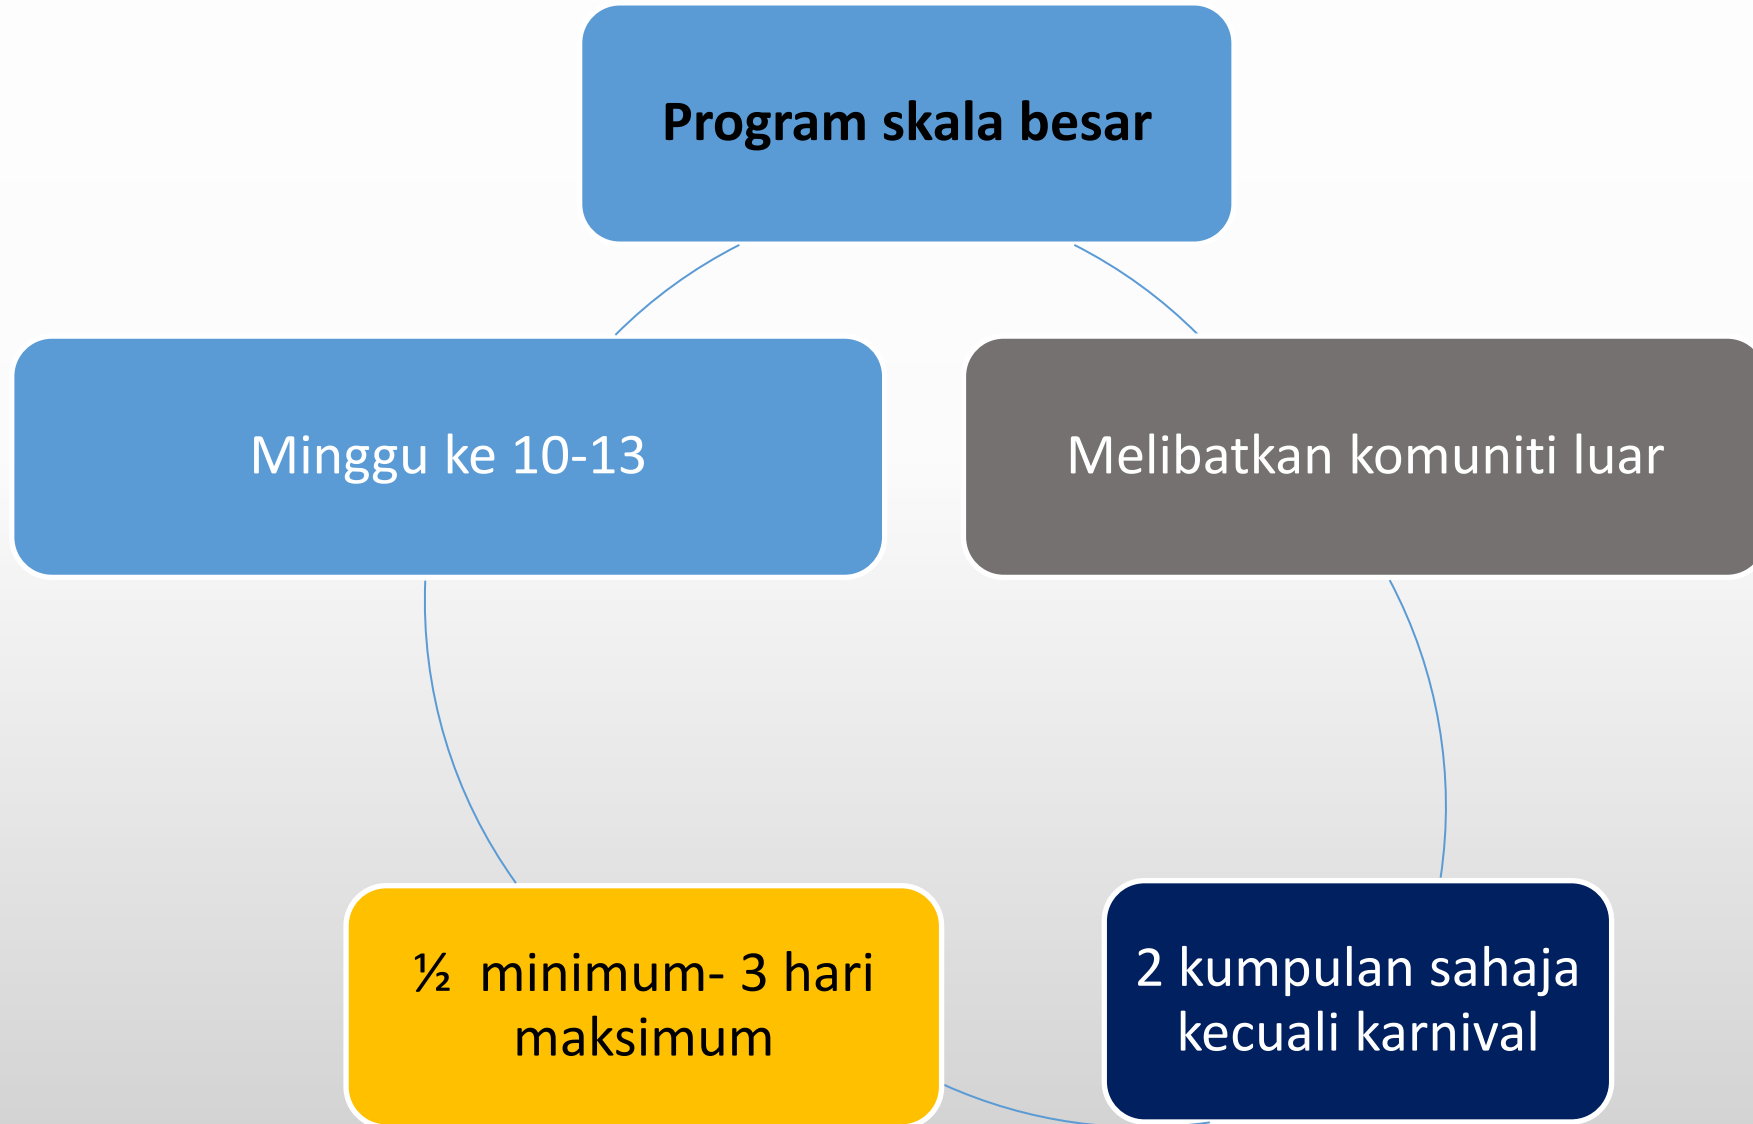 Program skala besar
Minggu ke 10-13
Melibatkan komuniti luar
½ minimum- 3 hari
maksimum
2 kumpulan sahaja
kecuali karnival